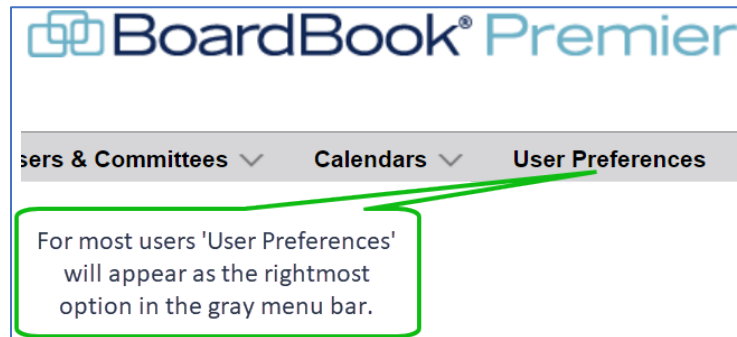 BoardBook® Premier
sers & Committees Calendars User Preferences
For most users 'User Preferences'
will appear as the rightmost
option in the gray menu bar.